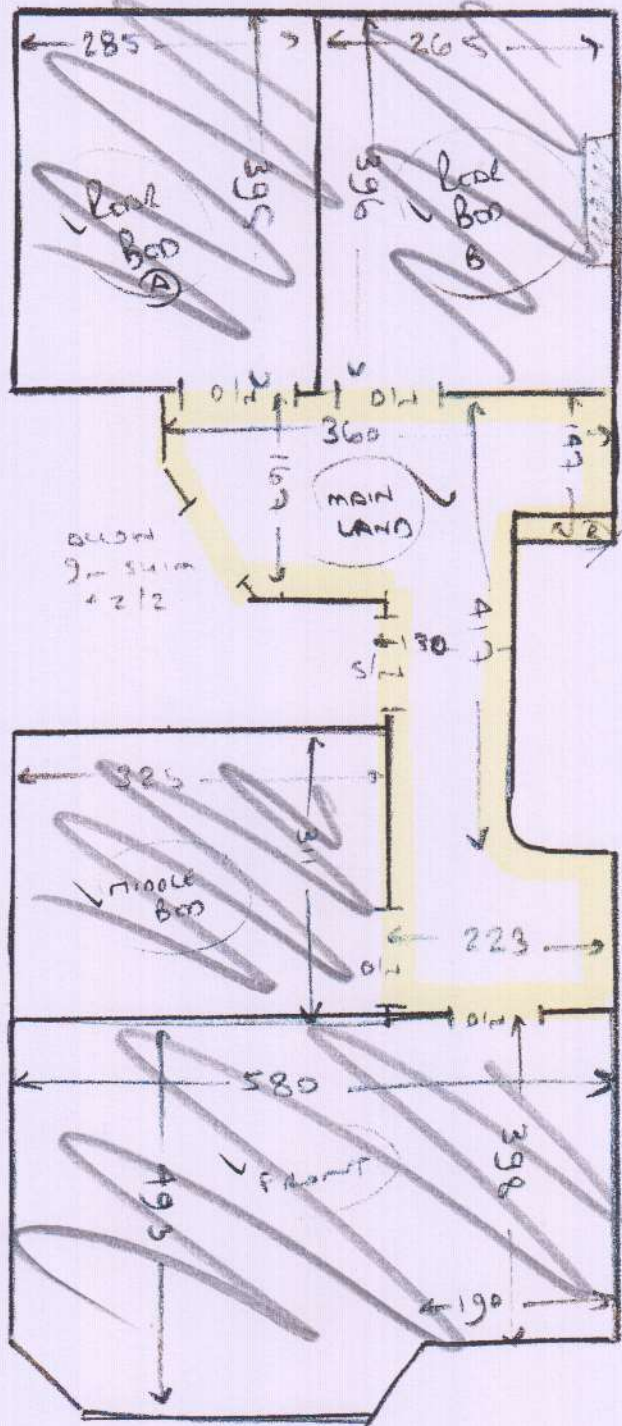 285
265
395
396
REAR
BED
A
REAR
BED
B
D/N
D/N
360
167
147
MAIN
LAND
417
130
S/N
325
311
MIDDLE
BED
223
D/N
D/N
580
493
398
FRONT
190